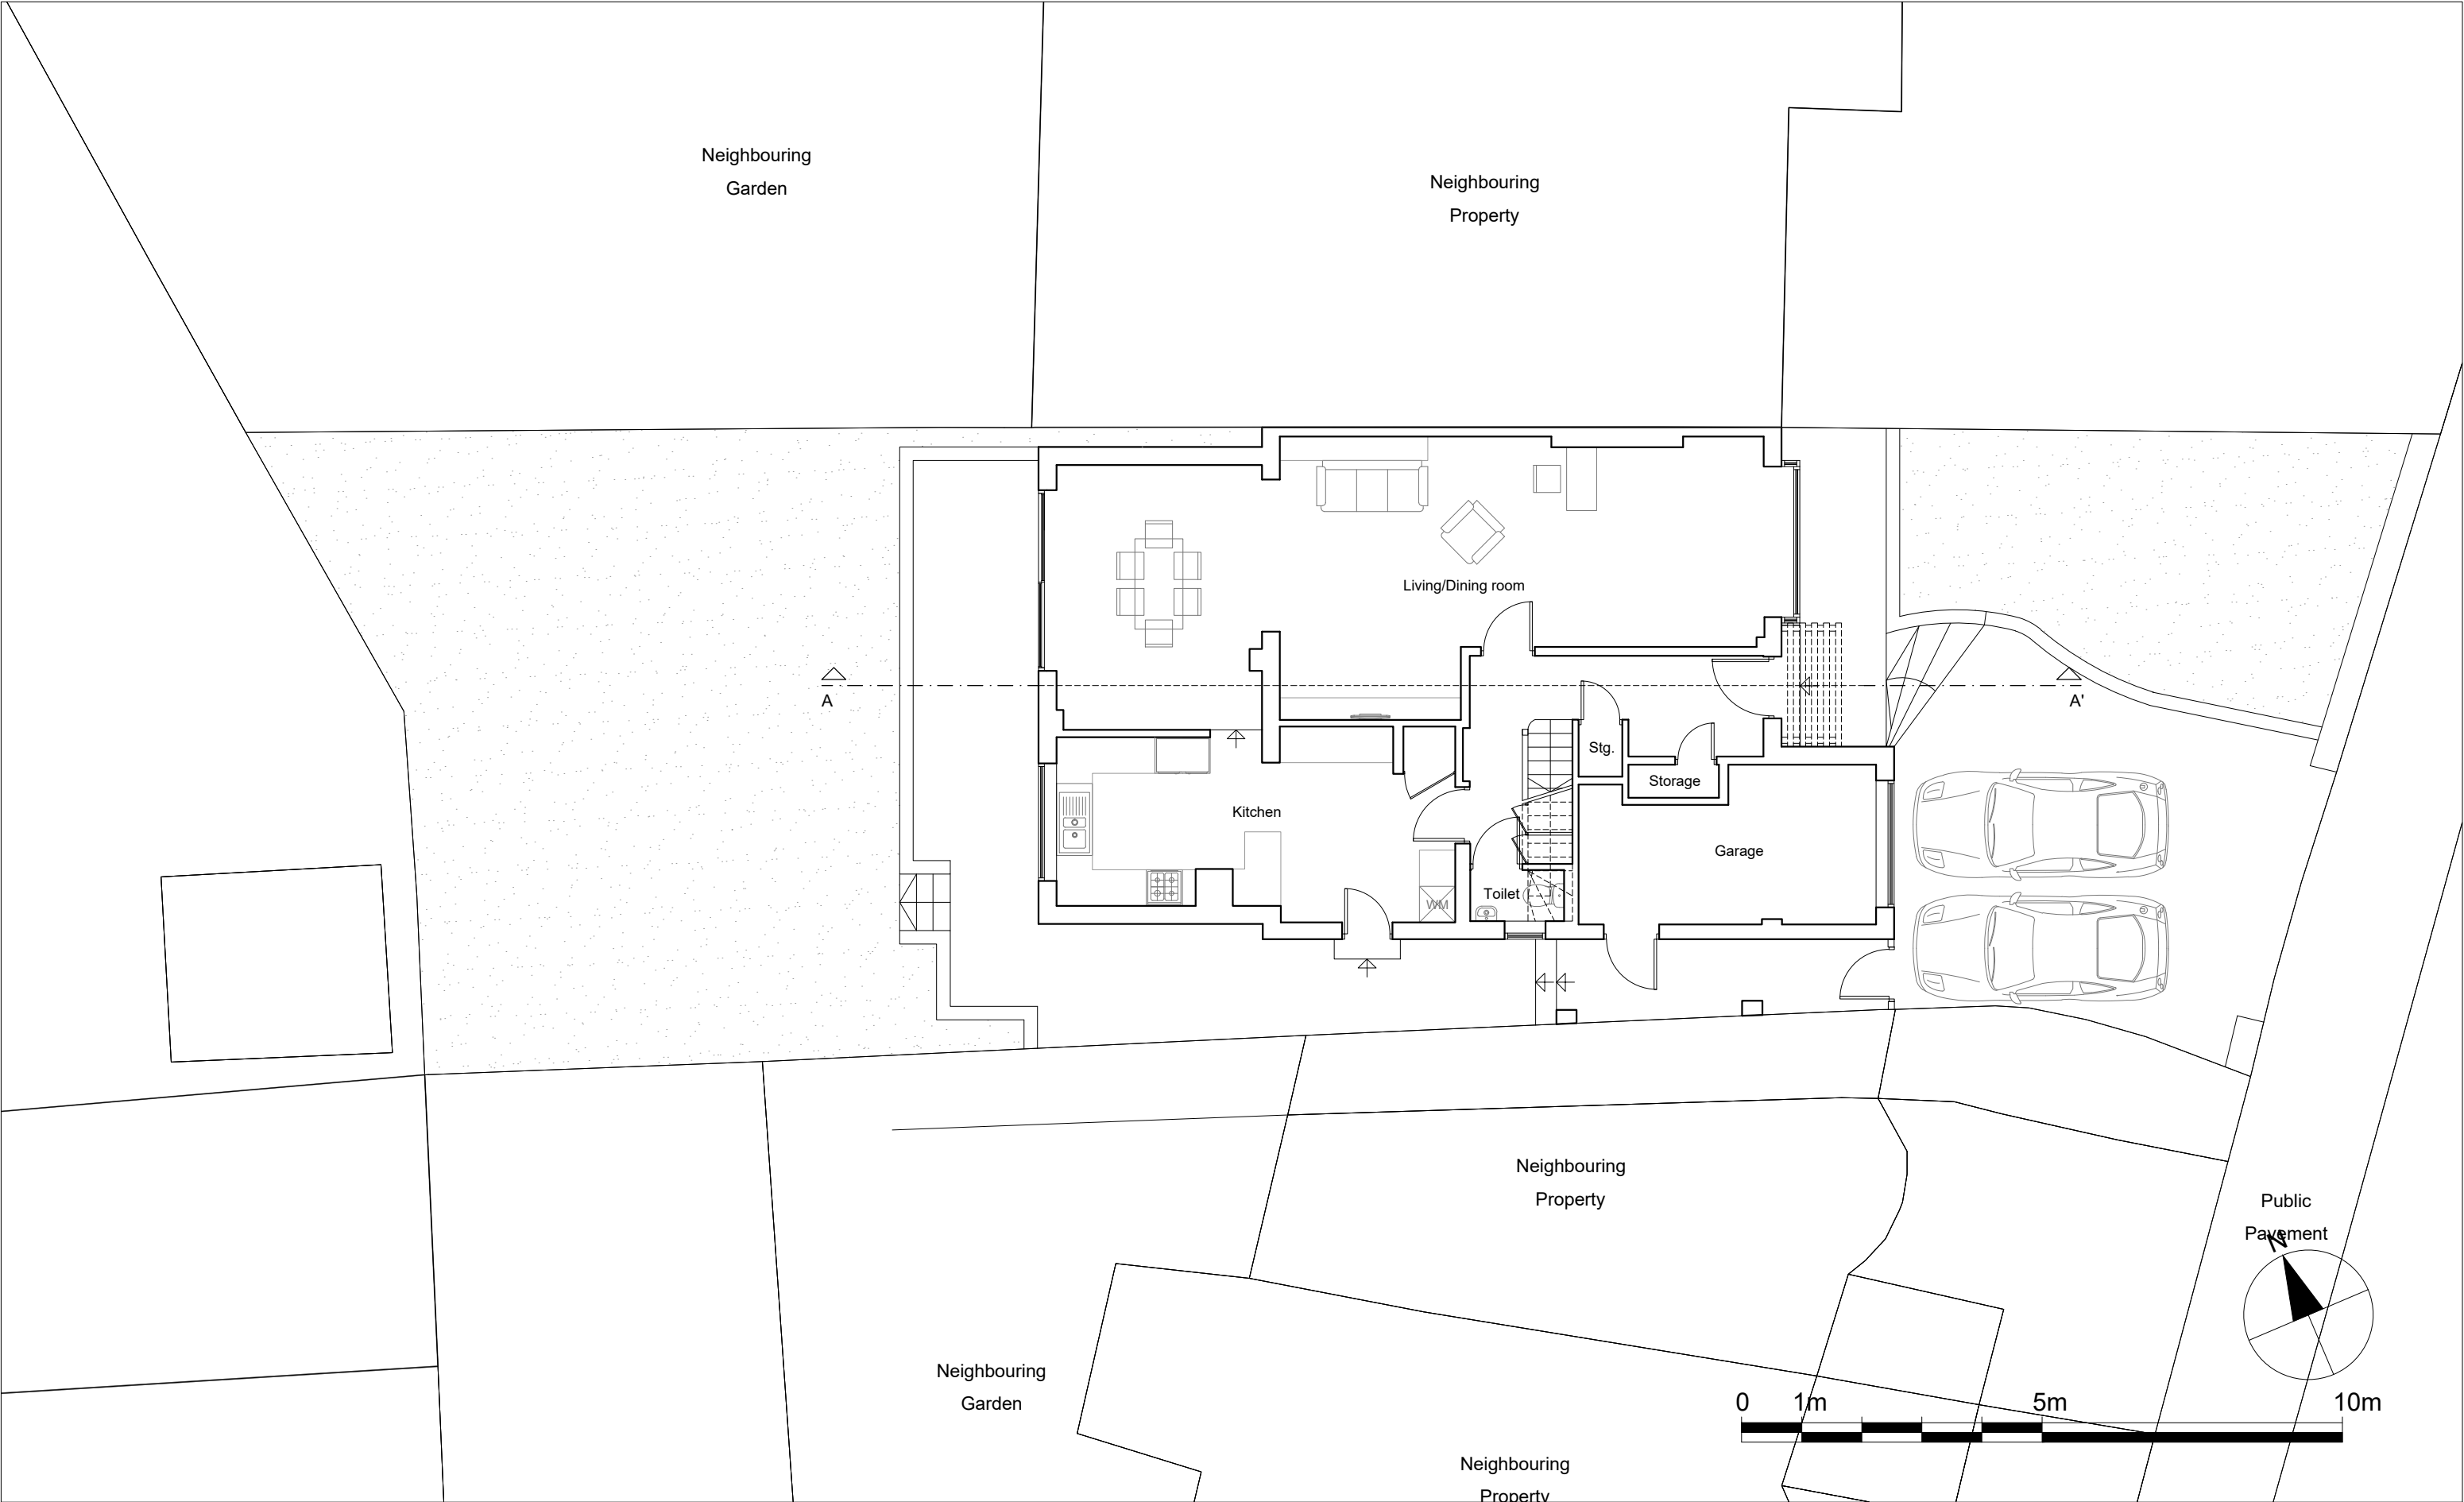 Neighbouring
Garden
Neighbouring
Property
Living/Dining room
A
A'
Stg.
Storage
Kitchen
Garage
Toilet
WM
Neighbouring
Property
Public
Pavement
N
Neighbouring
Garden
0 1m 5m 10m
Neighbouring
Property